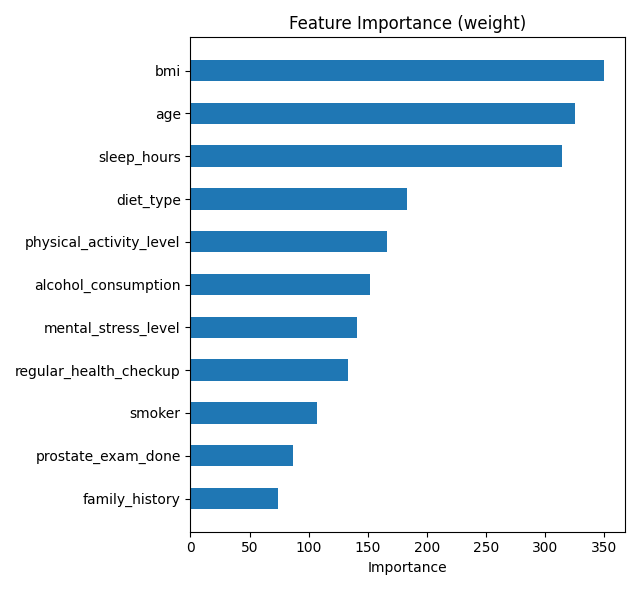 Feature Importance (weight)
bmi
age
sleep_hours
diet_type
physical_activity_level
alcohol_consumption
mental_stress_level
regular_health_checkup
smoker
prostate_exam_done
family_history
0 50 100 150 200 250 300 350
Importance